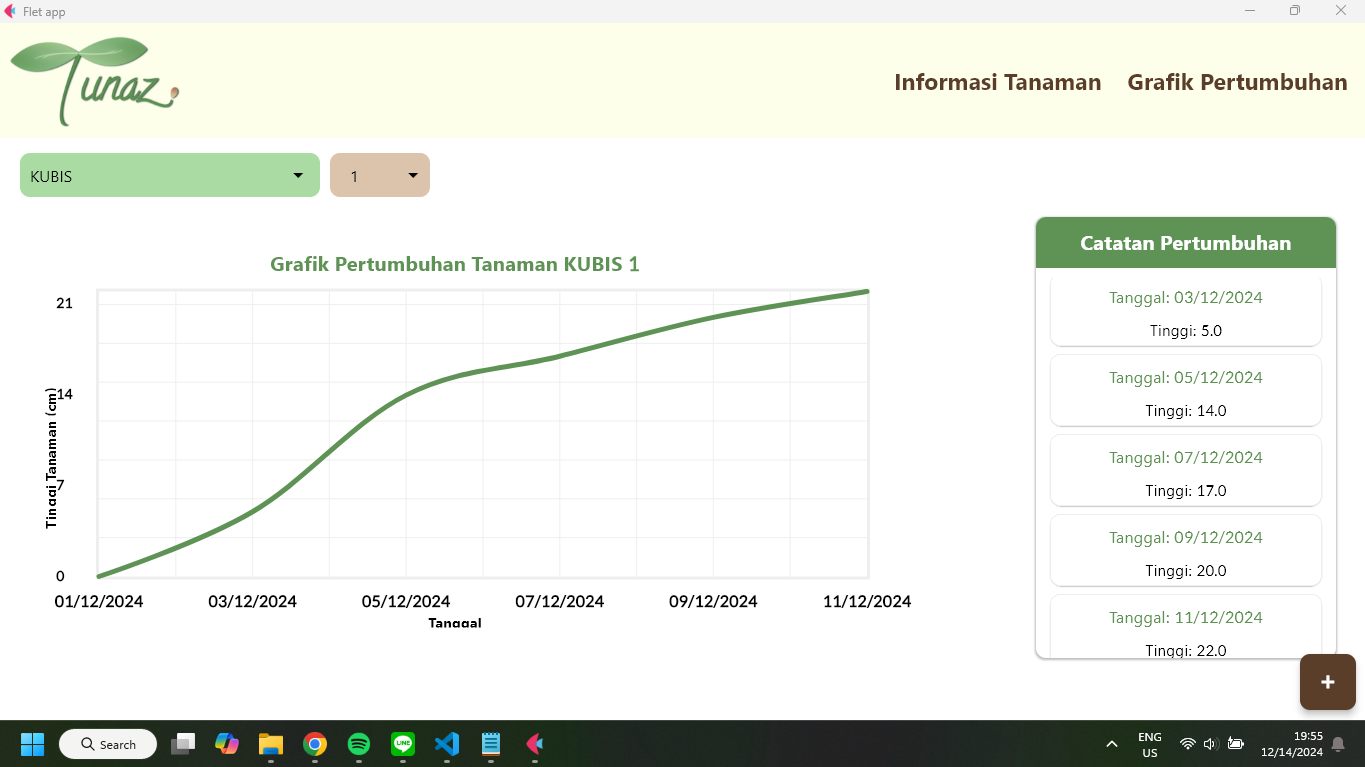 Flet app
Tunaz
Informasi Tanaman Grafik Pertumbuhan
KUBIS
1
Grafik Pertumbuhan Tanaman KUBIS 1
21
14
7
0
Tinggi Tanaman (cm)
01/12/2024 03/12/2024 05/12/2024 07/12/2024 09/12/2024 11/12/2024
Tanggal
Catatan Pertumbuhan
Tanggal: 03/12/2024
Tinggi: 5.0
Tanggal: 05/12/2024
Tinggi: 14.0
Tanggal: 07/12/2024
Tinggi: 17.0
Tanggal: 09/12/2024
Tinggi: 20.0
Tanggal: 11/12/2024
Tinggi: 22.0
+
Search
LINE
ENG
US
19:55
12/14/2024